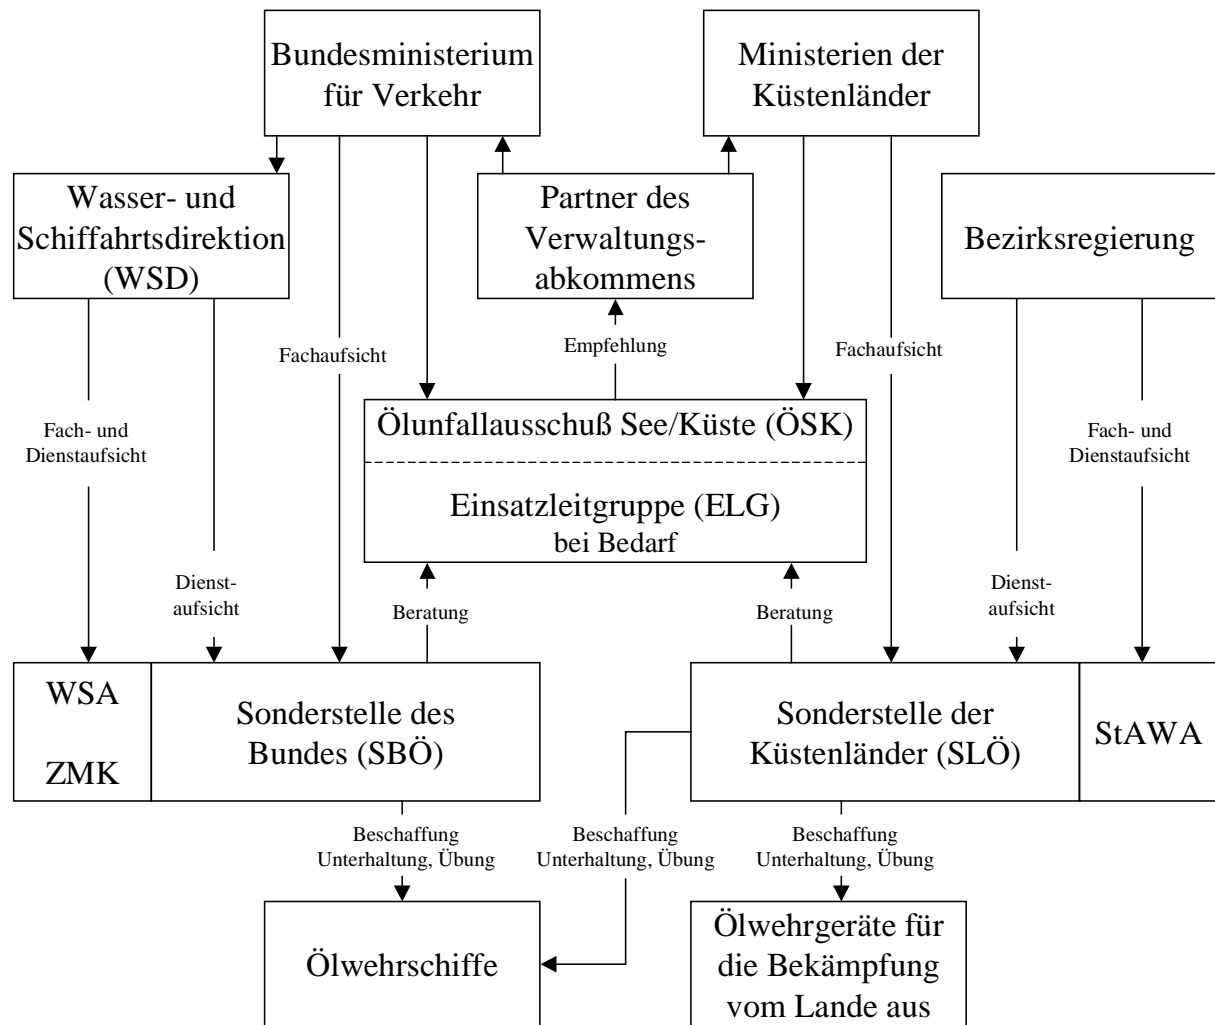 Bundesministerium
für Verkehr
Ministerien der
Küstenländer
Wasser- und
Schiffahrtsdirektion
(WSD)
Partner des
Verwaltungs-
abkommens
Bezirksregierung
Fachaufsicht
Empfehlung
Fachaufsicht
Fach- und
Dienstaufsicht
Ölunfallausschuß See/Küste (ÖSK)
Einsatzleitgruppe (ELG)
bei Bedarf
Fach- und
Dienstaufsicht
Dienst-
aufsicht
Beratung
Beratung
Dienst-
aufsicht
WSA
ZMK
Sonderstelle des
Bundes (SBÖ)
Sonderstelle der
Küstenländer (SLÖ)
StAWA
Beschaffung
Unterhaltung, Übung
Beschaffung
Unterhaltung, Übung
Beschaffung
Unterhaltung, Übung
Ölwehrschiffe
Ölwehrgeräte für
die Bekämpfung
vom Lande aus